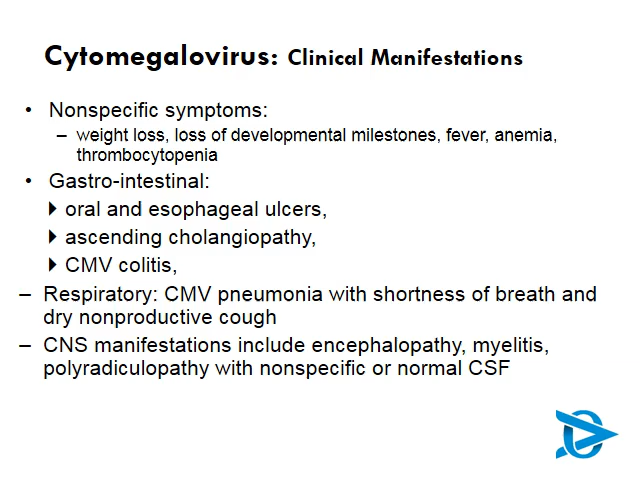 Cytomegalovirus: Clinical Manifestations
• Nonspecific symptoms:
– weight loss, loss of developmental milestones, fever, anemia,
thrombocytopenia
• Gastro-intestinal:
oral and esophageal ulcers,
ascending cholangiopathy,
CMV colitis,
– Respiratory: CMV pneumonia with shortness of breath and
dry nonproductive cough
– CNS manifestations include encephalopathy, myelitis,
polyradiculopathy with nonspecific or normal CSF